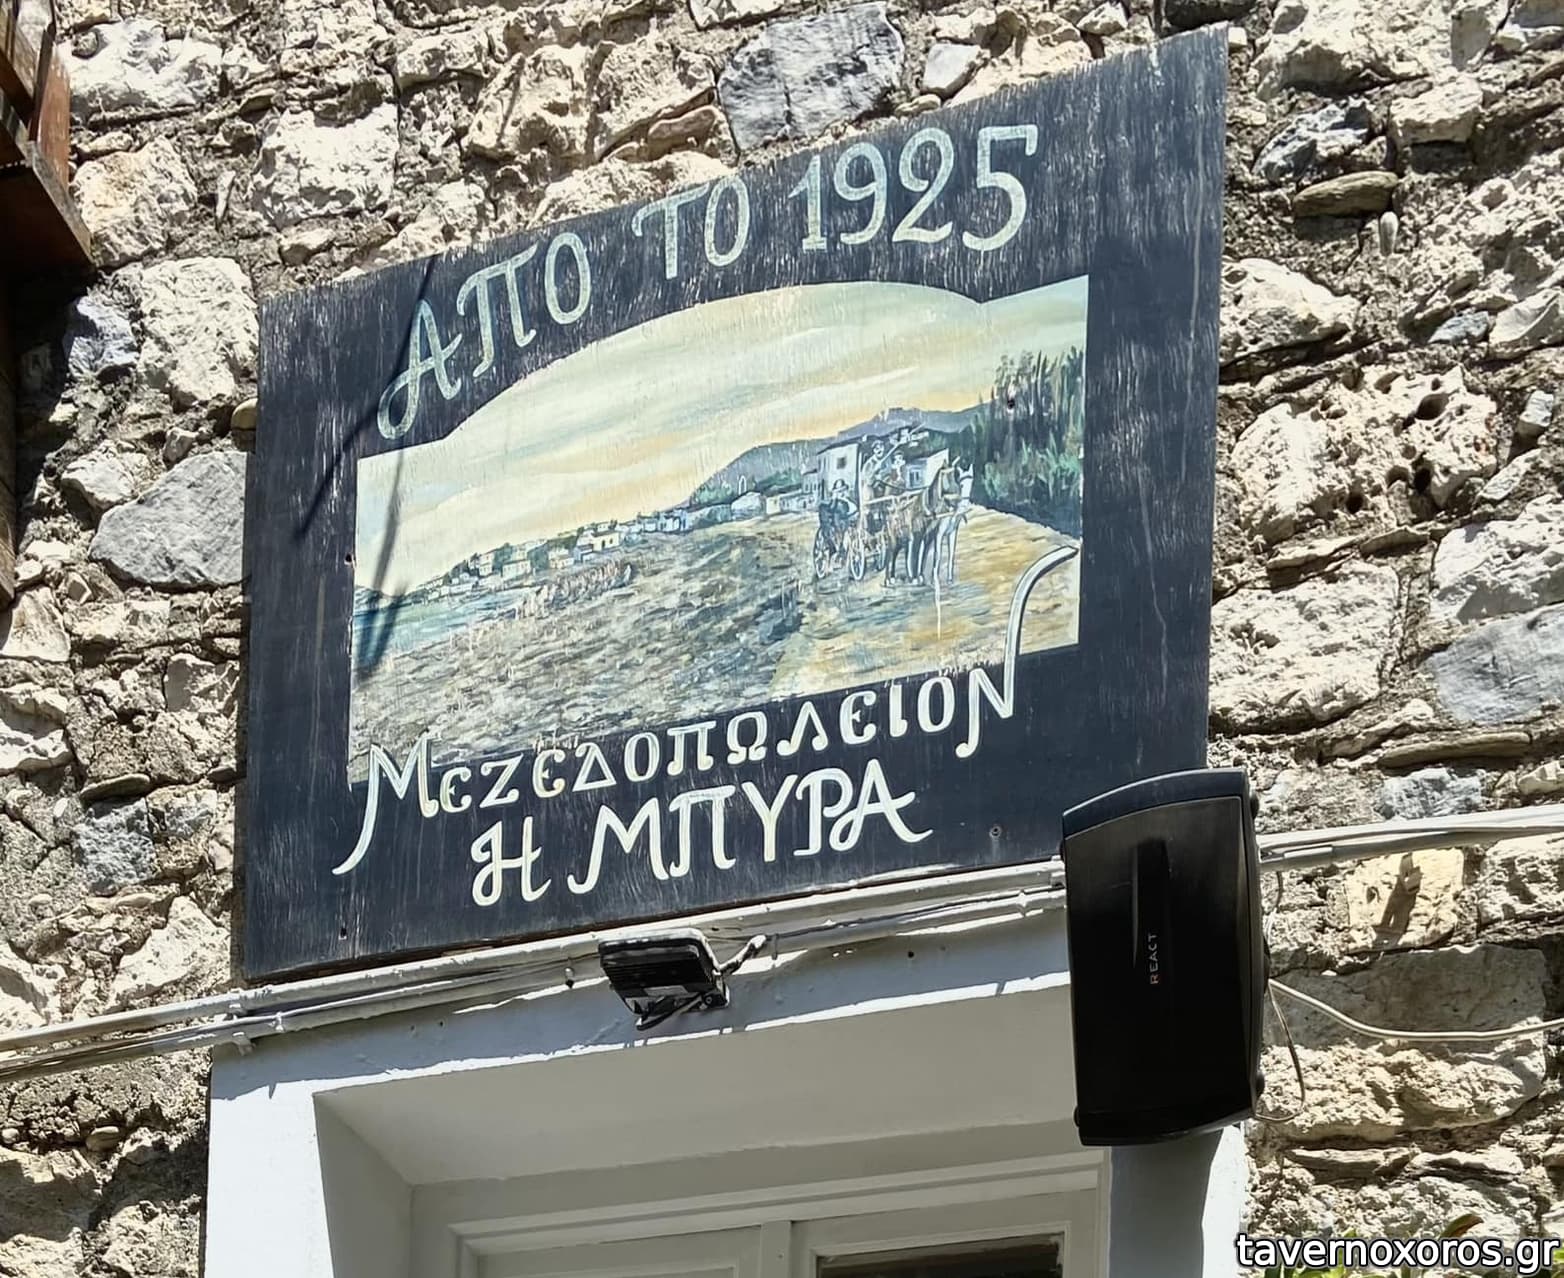 ΑΠΟ ΤΟ 1925
ΜΕΖΕΔΟΠΩΛΕΙΟΝ
Η ΜΠΥΡΑ
REACT
tavernoxoros.gr